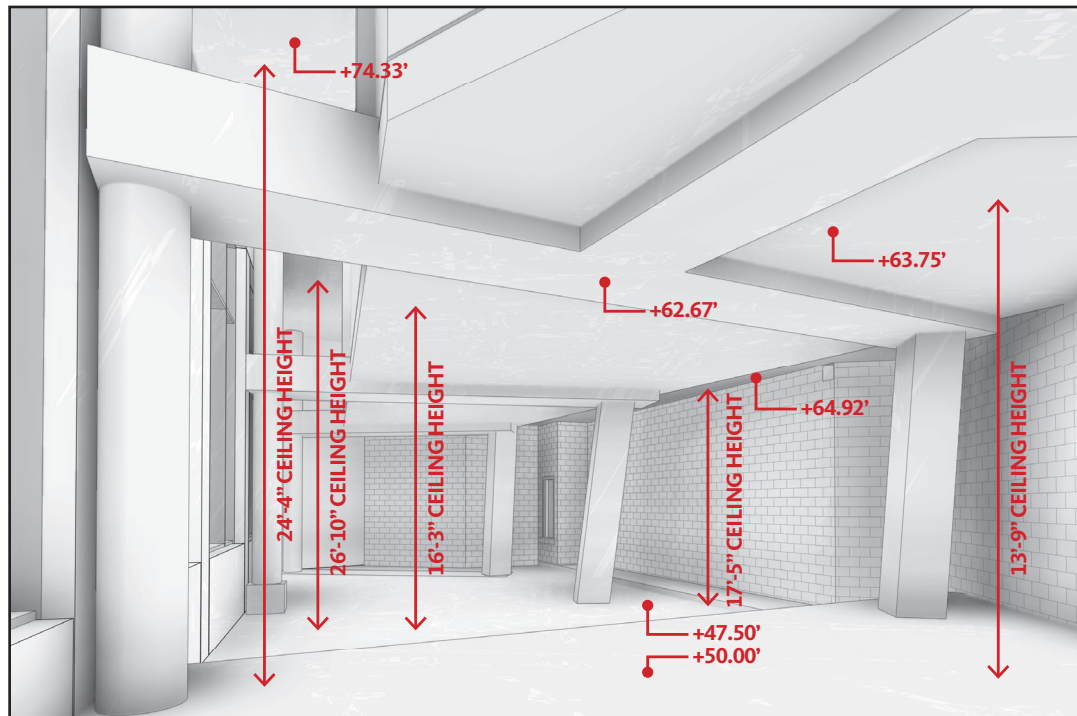 +74.33’
+63.75’
+62.67’
+64.92’
24’-4” CEILING HEIGHT
26’-10” CEILING HEIGHT
16’-3” CEILING HEIGHT
17’-5” CEILING HEIGHT
13’-9” CEILING HEIGHT
+47.50’
+50.00’